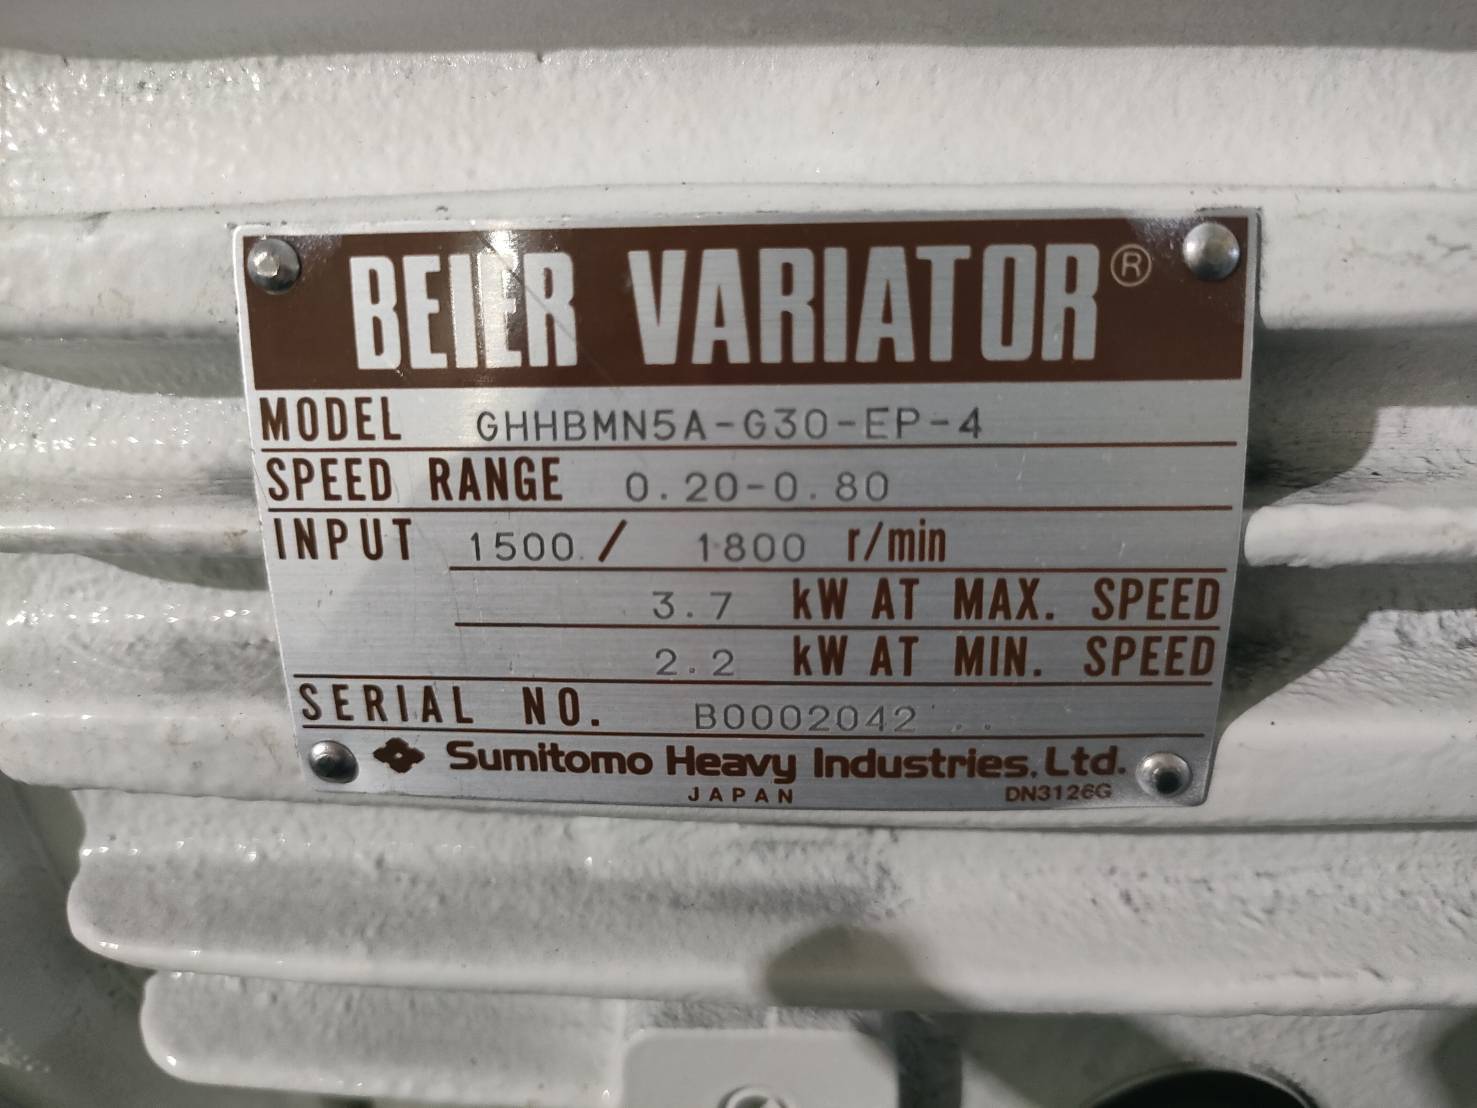 BEIER VARIATOR®
MODEL GHHBMN5A-G30-EP-4
SPEED RANGE 0.20-0.80
INPUT 1500 / 1800 r/min
3.7 kW AT MAX. SPEED
2.2 kW AT MIN. SPEED
SERIAL NO. B0002042
Sumitomo Heavy Industries, Ltd.
JAPAN DN3126G